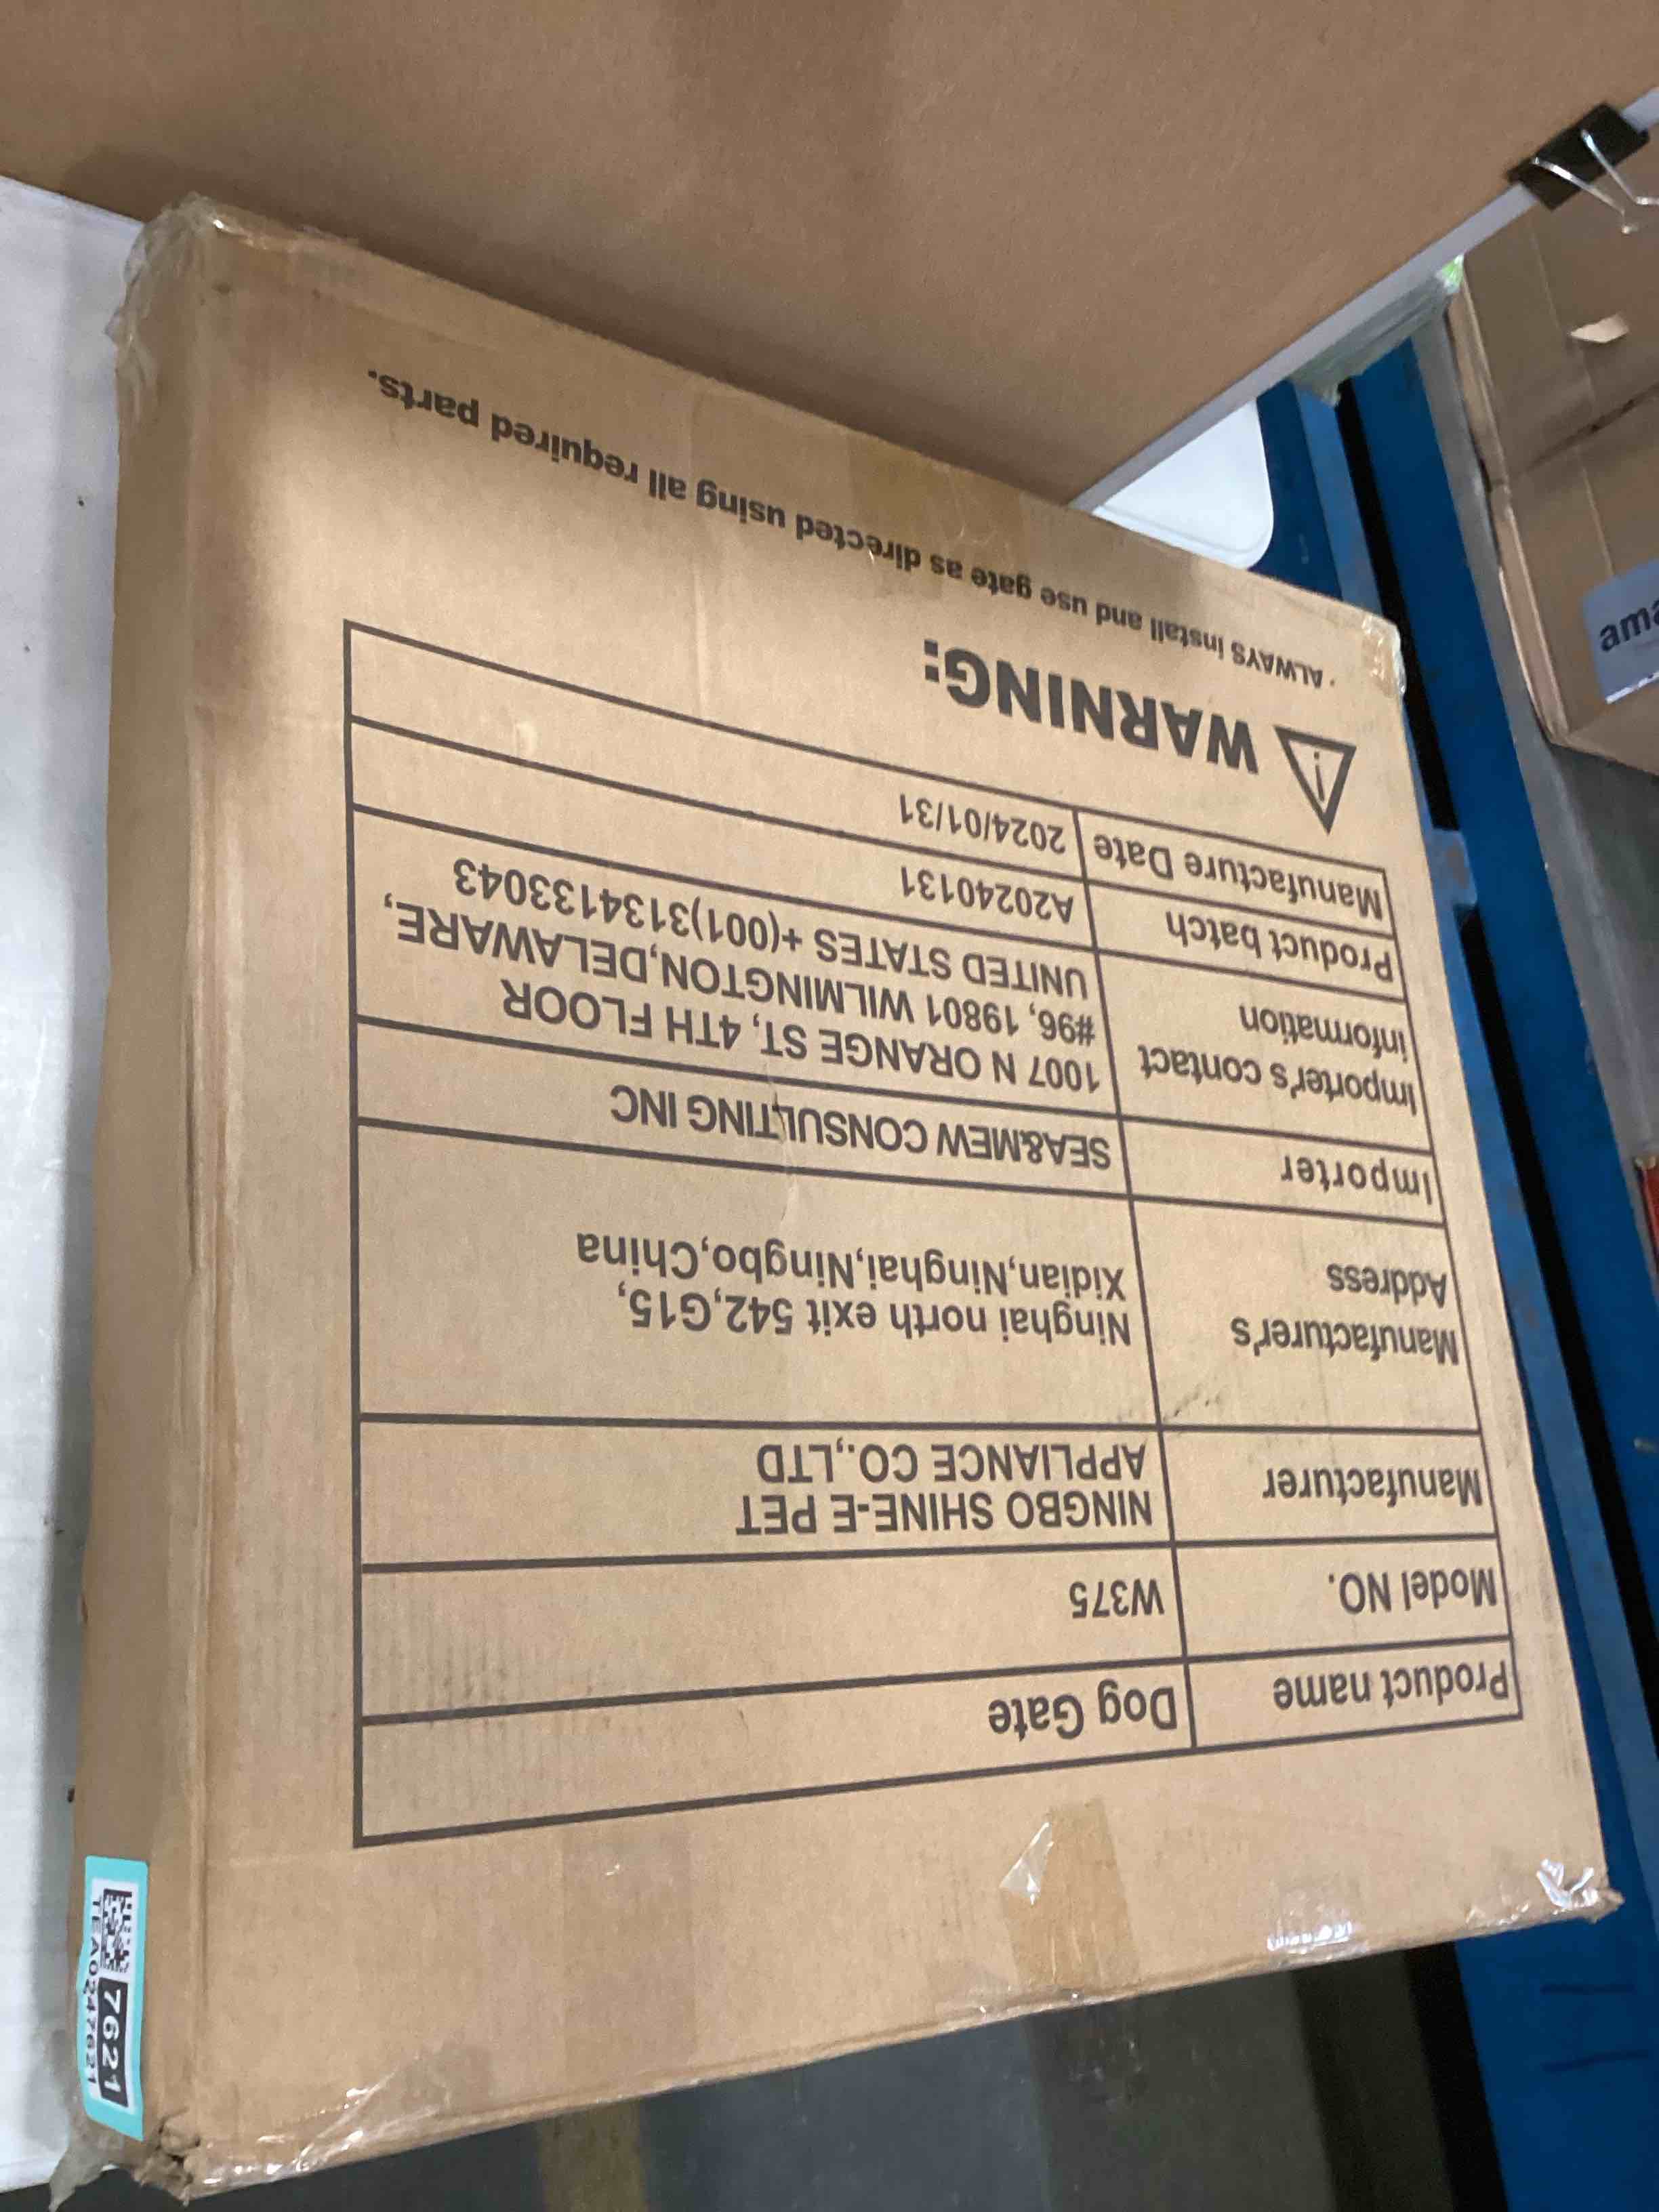 Product name
Dog Gate
Model NO.
W375
Manufacturer
NINGBO SHINE-E PET
APPLIANCE CO.,LTD
Manufacturer's
Address
Ninghai north exit 542,G15,
Xidian,Ninghai,Ningbo,China
Importer
SEA&MEW CONSULTING INC
Importer's contact
information
1007 N ORANGE ST, 4TH FLOOR
#96, 19801 WILMINGTON,DELAWARE,
UNITED STATES +(001)3134133043
Product batch
A20240131
Manufacture Date
2024/01/31
WARNING:
· ALWAYS install and use gate as directed using all required parts.
7621
TEA0247621